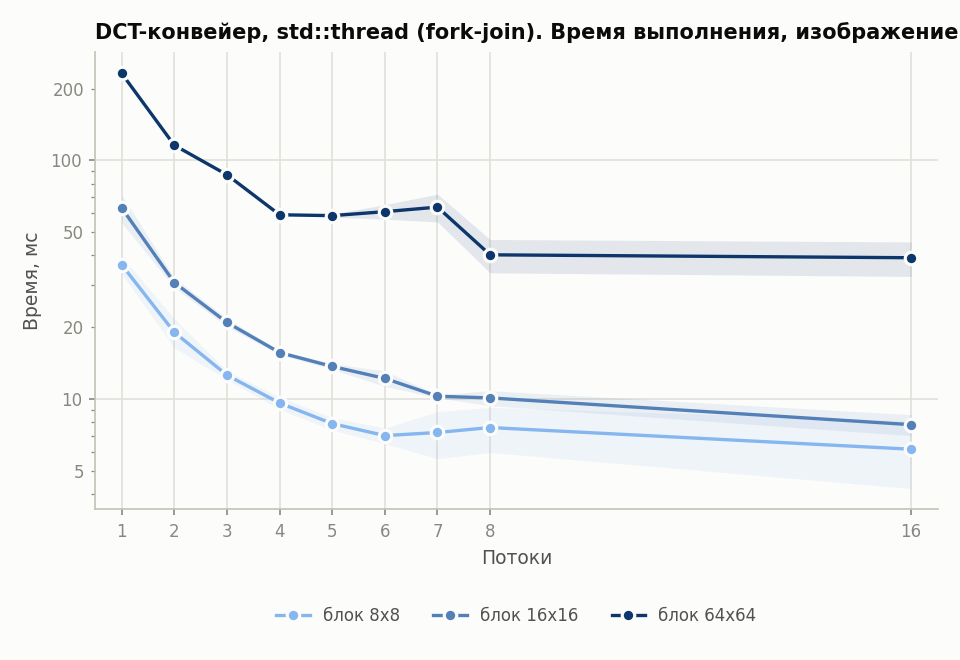 DCT-конвейер, std::thread (fork-join). Время выполнения, изображение
200
100
50
20
10
5
Время, мс
1 2 3 4 5 6 7 8 16
Потоки
блок 8x8 блок 16x16 блок 64x64